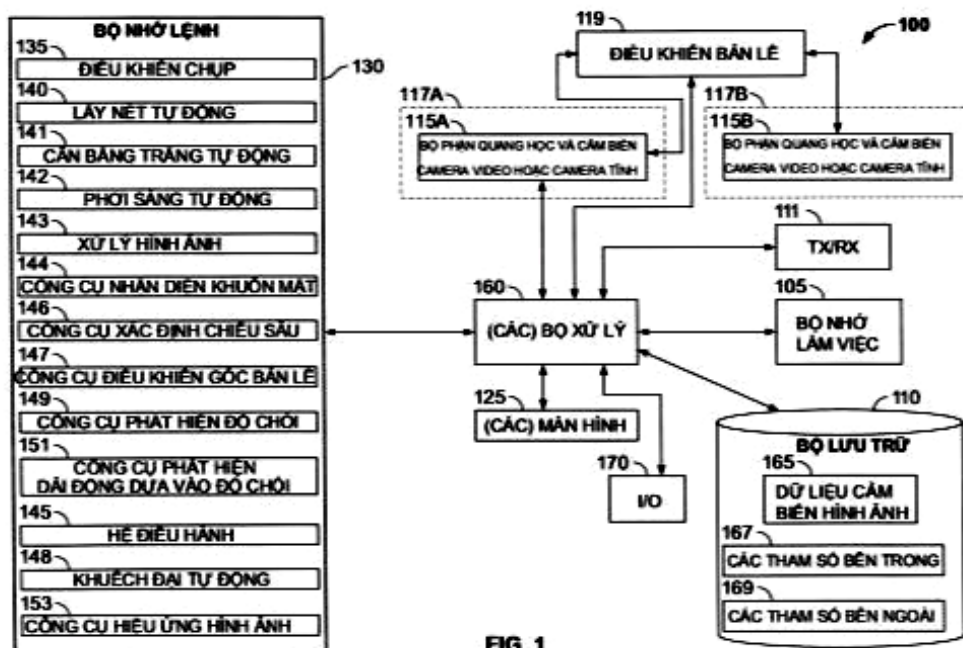 BỘ NHỚ LỆNH
130
135
ĐIỀU KHIỂN CHỤP
140
LẤY NÉT TỰ ĐỘNG
141
CÂN BẰNG TRẮNG TỰ ĐỘNG
142
PHƠI SÁNG TỰ ĐỘNG
143
XỬ LÝ HÌNH ẢNH
144
CÔNG CỤ NHẬN DIỆN KHUÔN MẶT
146
CÔNG CỤ XÁC ĐỊNH CHIỀU SÂU
147
CÔNG CỤ ĐIỀU KHIỂN GÓC BẢN LỀ
149
CÔNG CỤ PHÁT HIỆN ĐỘ CHÓI
151
CÔNG CỤ PHÁT HIỆN
DẢI ĐỘNG DỰA VÀO ĐỘ CHÓI
145
HỆ ĐIỀU HÀNH
148
KHUẾCH ĐẠI TỰ ĐỘNG
153
CÔNG CỤ HIỆU ỨNG HÌNH ẢNH
100
119
ĐIỀU KHIỂN BẢN LỀ
117A
115A
BỘ PHẬN QUANG HỌC VÀ CẢM BIẾN
CAMERA VIDEO HOẶC CAMERA TĨNH
117B
115B
BỘ PHẬN QUANG HỌC VÀ CẢM BIẾN
CAMERA VIDEO HOẶC CAMERA TĨNH
111
TX/RX
160
(CÁC) BỘ XỬ LÝ
105
BỘ NHỚ
LÀM VIỆC
125
(CÁC) MÀN HÌNH
170
I/O
110
BỘ LƯU TRỮ
165
DỮ LIỆU CẢM
BIẾN HÌNH ẢNH
167
CÁC THAM SỐ BÊN TRONG
169
CÁC THAM SỐ BÊN NGOÀI
FIG. 1